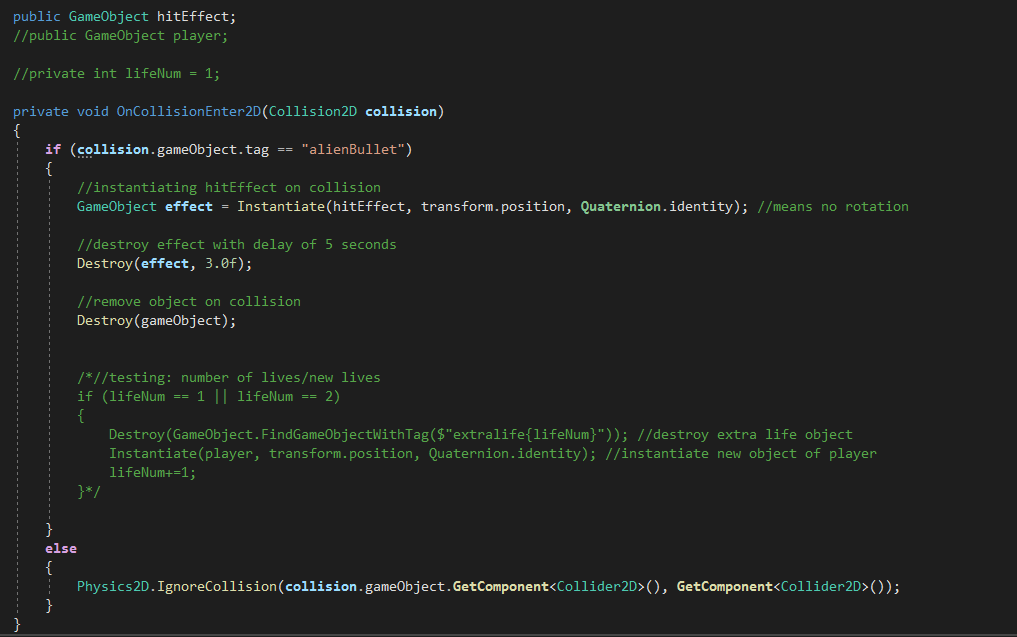 public GameObject hitEffect;
//public GameObject player;
//private int lifeNum = 1;
private void OnCollisionEnter2D(Collision2D collision)
{
if (collision.gameObject.tag == "alienBullet")
{
//instantiating hitEffect on collision
GameObject effect = Instantiate(hitEffect, transform.position, Quaternion.identity); //means no rotation
//destroy effect with delay of 5 seconds
Destroy(effect, 3.0f);
//remove object on collision
Destroy(gameObject);
/*//testing: number of lives/new lives
if (lifeNum == 1 || lifeNum == 2)
{
Destroy(GameObject.FindGameObjectWithTag($"extralife{lifeNum}")); //destroy extra life object
Instantiate(player, transform.position, Quaternion.identity); //instantiate new object of player
lifeNum+=1;
}*/
}
else
{
Physics2D.IgnoreCollision(collision.gameObject.GetComponent<Collider2D>(), GetComponent<Collider2D>());
}
}